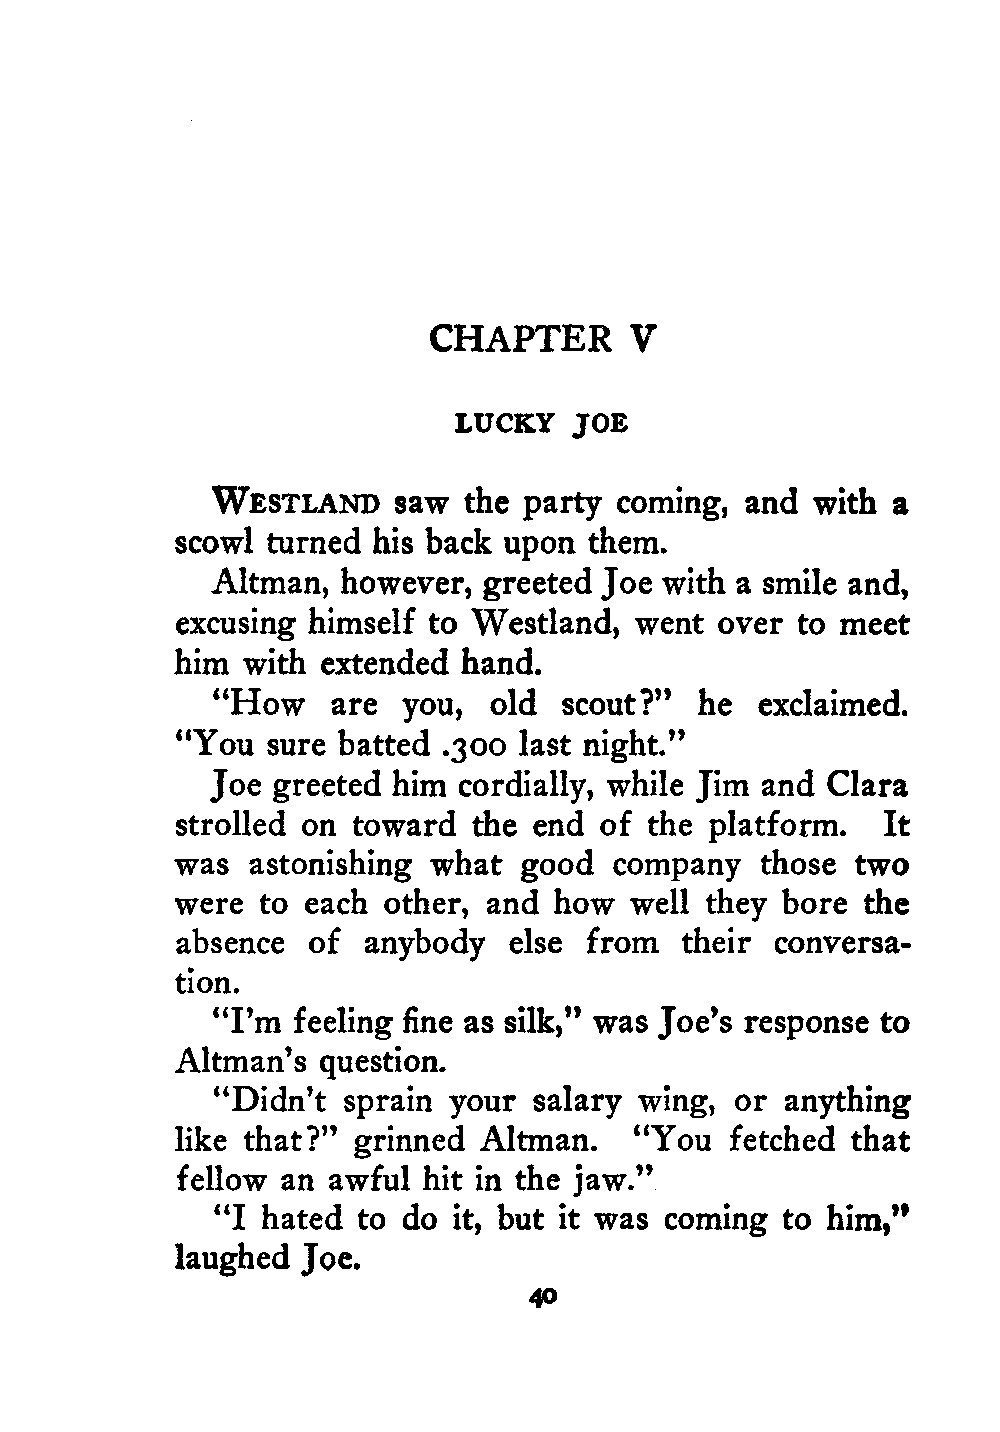 CHAPTER V
LUCKY JOE
WESTLAND saw the party coming, and with a
scowl turned his back upon them.
Altman, however, greeted Joe with a smile and,
excusing himself to Westland, went over to meet
him with extended hand.
“How are you, old scout?” he exclaimed.
“You sure batted .300 last night.”
Joe greeted him cordially, while Jim and Clara
strolled on toward the end of the platform. It
was astonishing what good company those two
were to each other, and how well they bore the
absence of anybody else from their conversa-
tion.
“I’m feeling fine as silk,” was Joe’s response to
Altman’s question.
“Didn’t sprain your salary wing, or anything
like that?” grinned Altman. “You fetched that
fellow an awful hit in the jaw.”
“I hated to do it, but it was coming to him,”
laughed Joe.
40